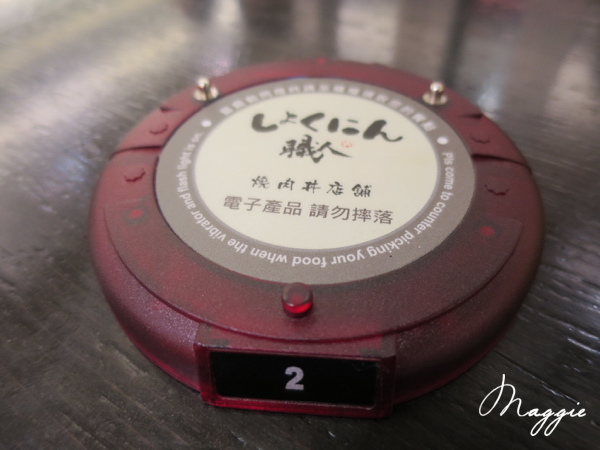 しょくにん
職人
燒肉丼店舖
電子產品 請勿摔落
Pls come to counter picking your food when the vibrator and flash light is on.
2
Maggie